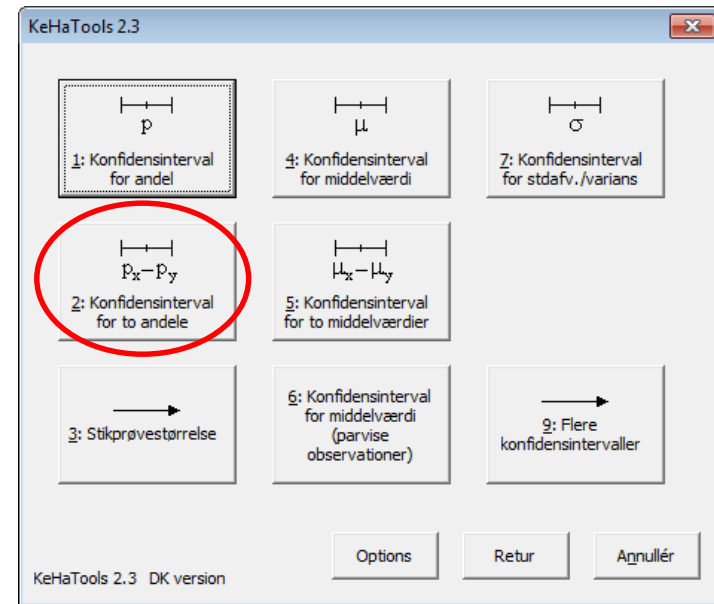 KeHaTools 2.3
p
1: Konfidensinterval
for andel
μ
4: Konfidensinterval
for middelværdi
σ
7: Konfidensinterval
for stdafv./varians
px−py
2: Konfidensinterval
for to andele
μx−μy
5: Konfidensinterval
for to middelværdier
3: Stikprøvestørrelse
6: Konfidensinterval
for middelværdi
(parvise
observationer)
9: Flere
konfidensintervaller
Options
Retur
Annullér
KeHaTools 2.3 DK version